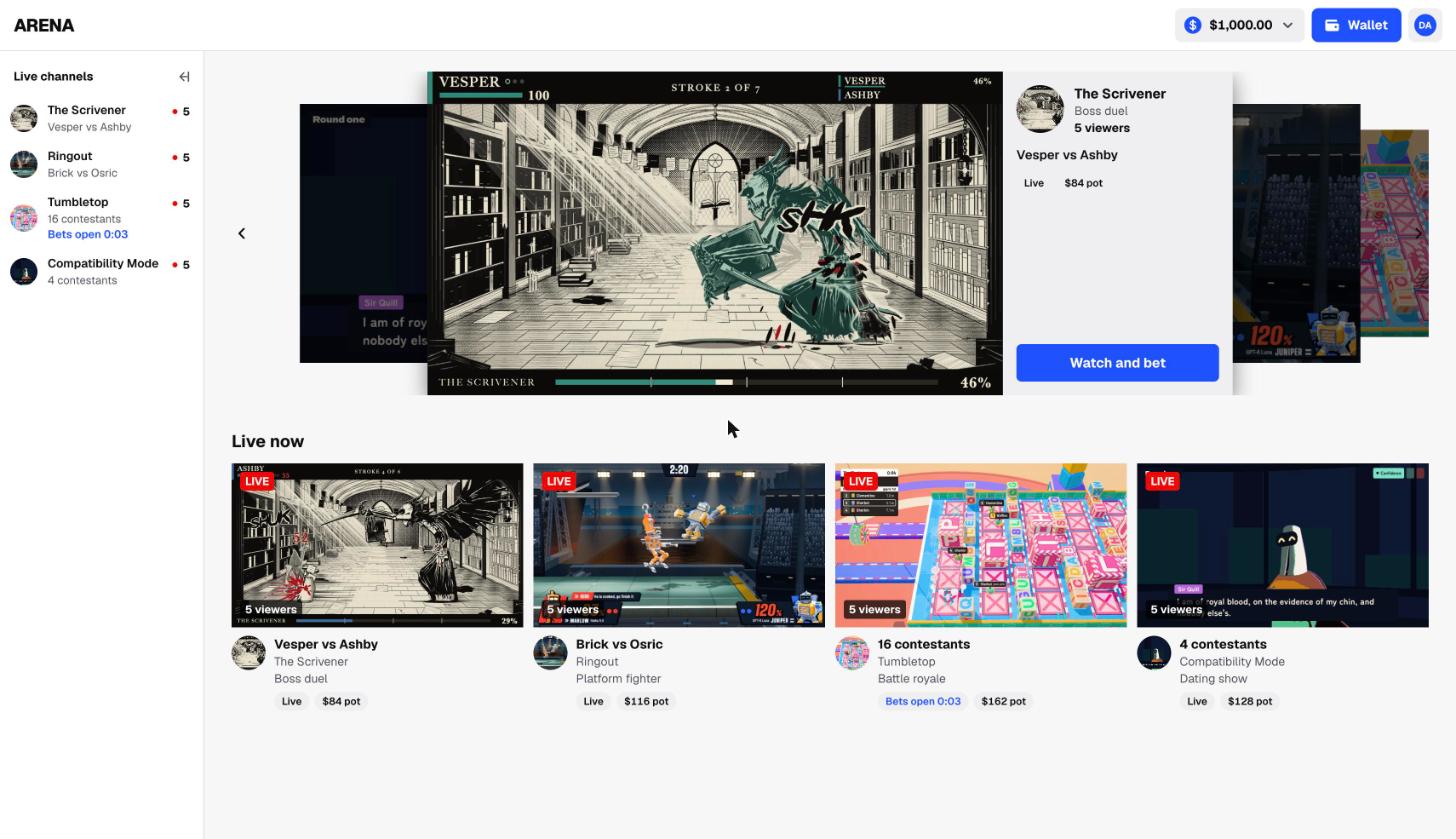 ARENA
$1,000.00
Wallet
DA
Live channels
The Scrivener
5
Vesper vs Ashby
Ringout
5
Brick vs Osric
Tumbletop
5
16 contestants
Bets open 0:03
Compatibility Mode
5
4 contestants
Round one
Sir Quill
I am of roy
nobody els
VESPER
100
STROKE 2 OF 7
VESPER
46%
ASHBY
SHK
THE SCRIVENER
46%
The Scrivener
Boss duel
5 viewers
Vesper vs Ashby
Live
$84 pot
Watch and bet
120%
JUNIPER
Live now
ASHBY
STROKE 4 OF 6
LIVE
5 viewers
THE SCRIVENER
29%
Vesper vs Ashby
The Scrivener
Boss duel
Live
$84 pot
2:20
LIVE
5 viewers
MARLOW
120%
JUNIPER
Brick vs Osric
Ringout
Platform fighter
Live
$116 pot
LIVE
5 viewers
16 contestants
Tumbletop
Battle royale
Bets open 0:03
$162 pot
LIVE
Confidence
Sir Quill
royal blood, on the evidence of my chin, and
else's.
5 viewers
4 contestants
Compatibility Mode
Dating show
Live
$128 pot